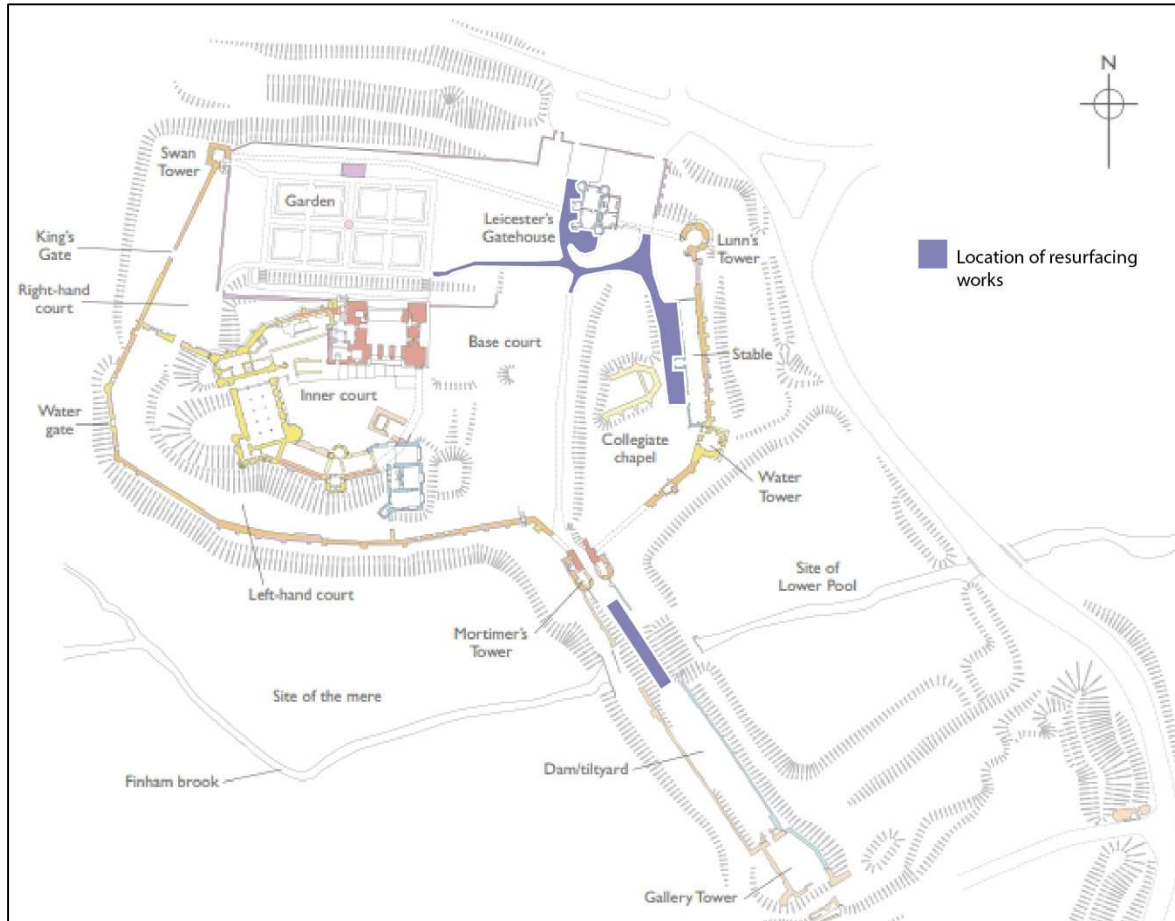 N
Swan
Tower
Garden
Leicester's
Gatehouse
King's
Gate
Lunn's
Tower
Location of resurfacing
works
Right-hand
court
Base court
Stable
Inner court
Water
gate
Collegiate
chapel
Water
Tower
Left-hand court
Site of
Lower Pool
Mortimer's
Tower
Site of the mere
Dam/tiltyard
Finham brook
Gallery Tower